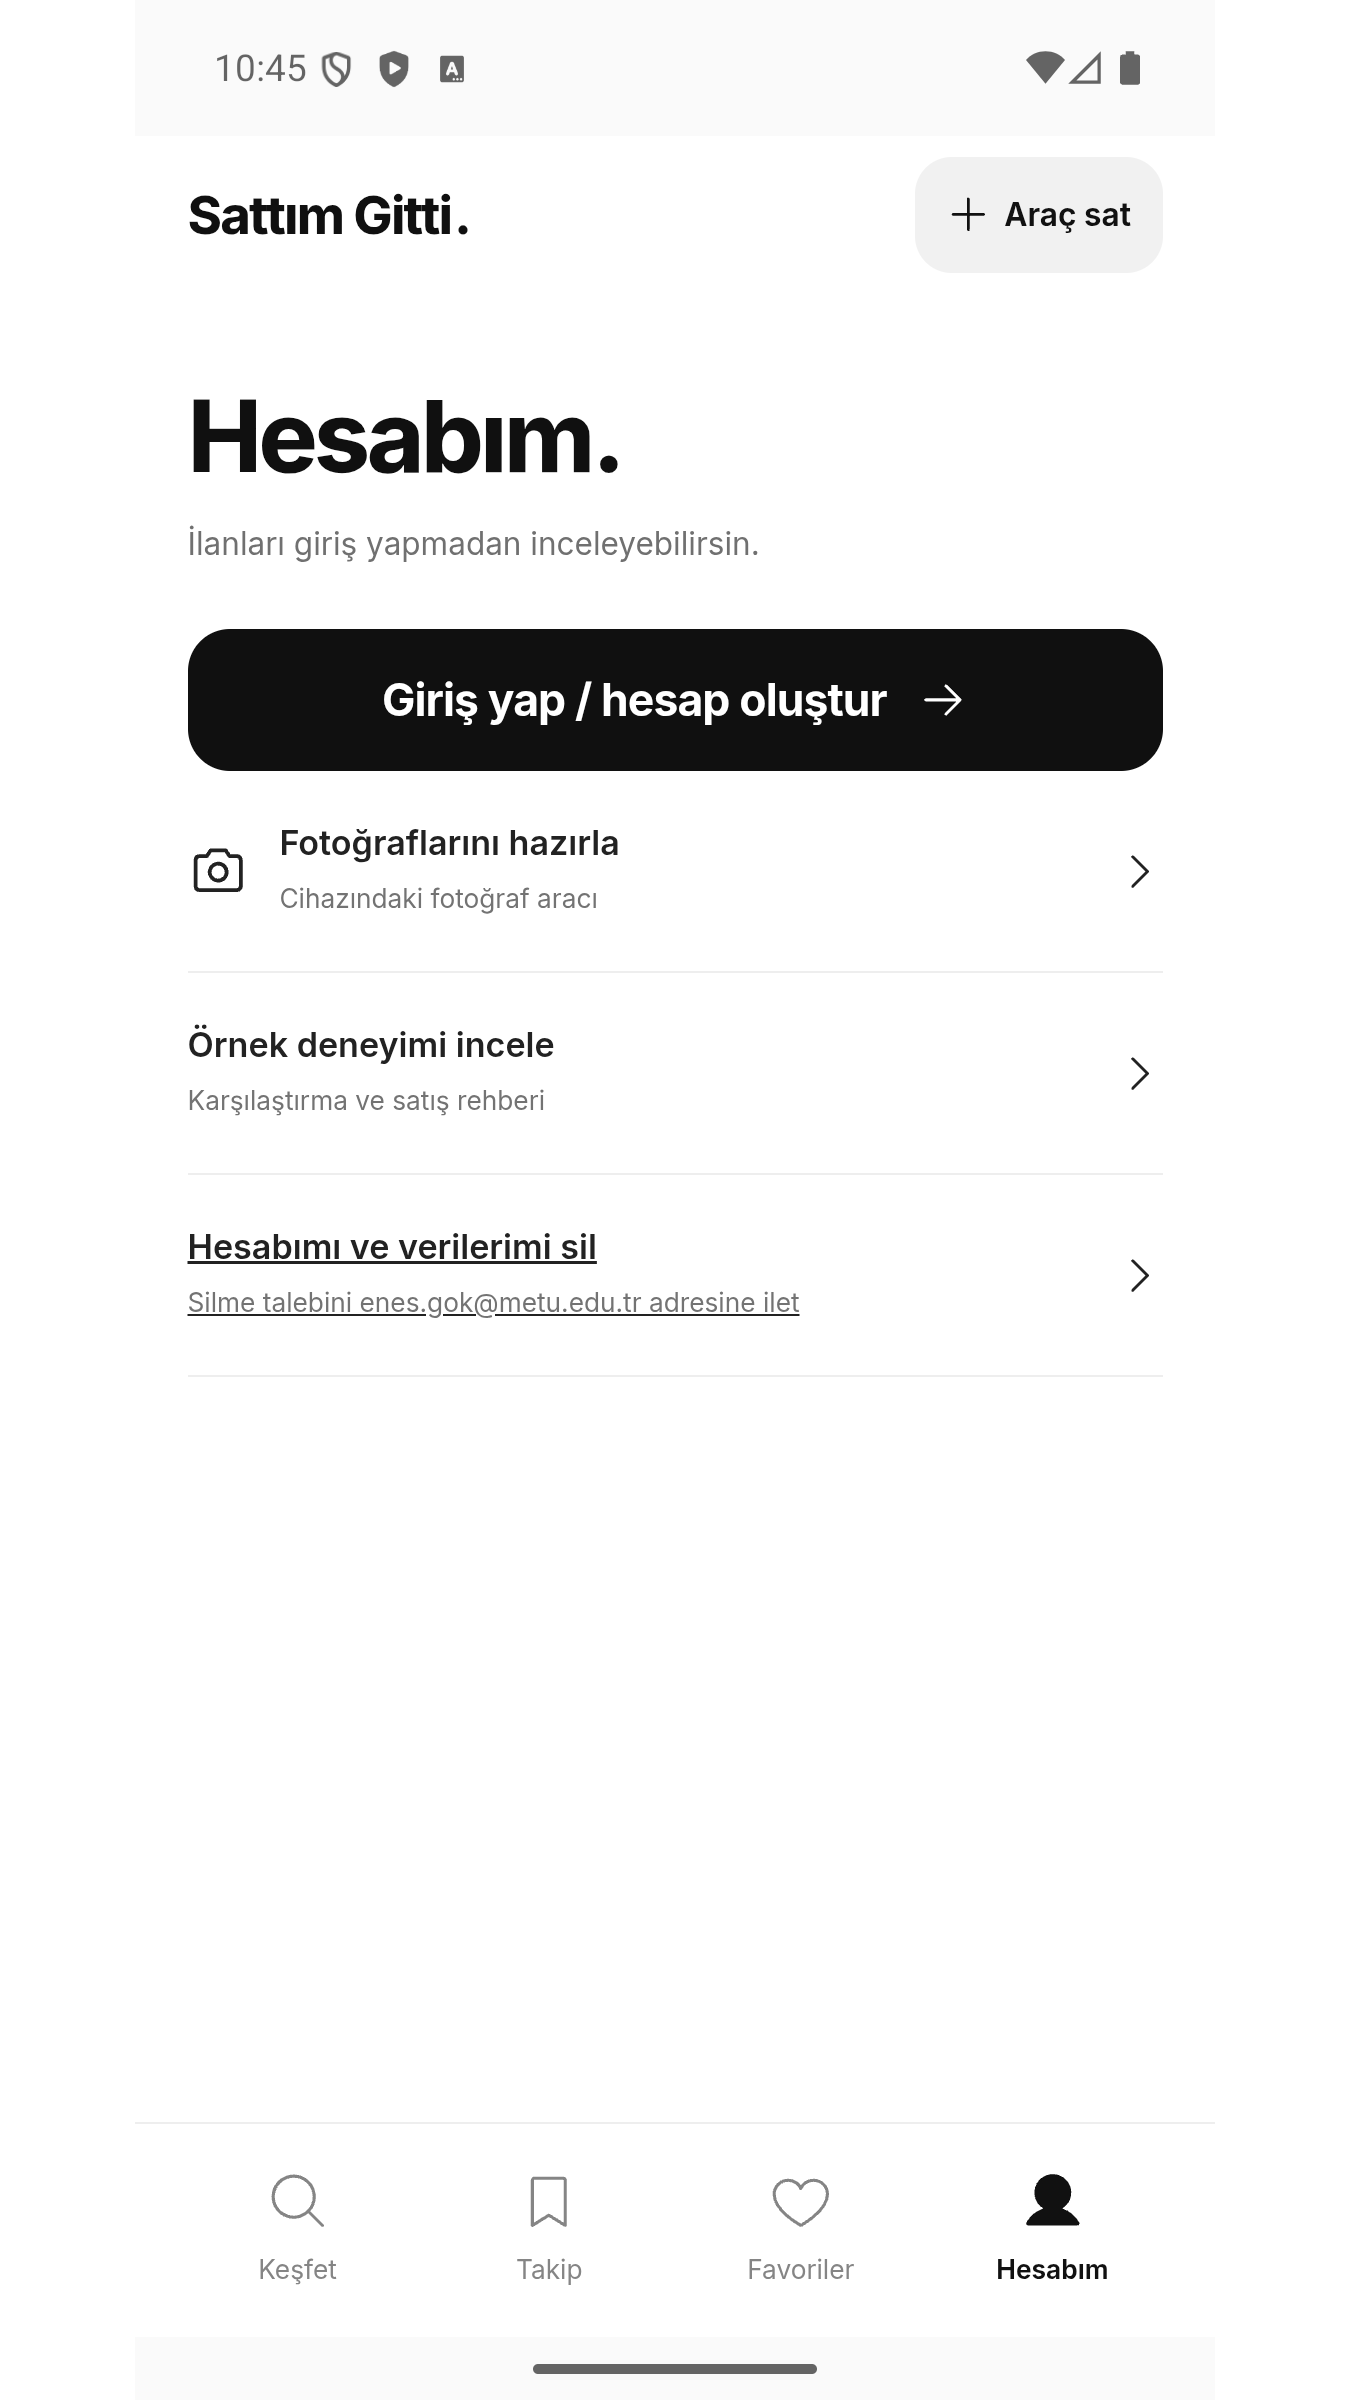 10:45
Sattım Gitti.
Araç sat
Hesabım.
İlanları giriş yapmadan inceleyebilirsin.
Giriş yap / hesap oluştur
Fotoğraflarını hazırla
Cihazındaki fotoğraf aracı
Örnek deneyimi incele
Karşılaştırma ve satış rehberi
Hesabımı ve verilerimi sil
Silme talebini enes.gok@metu.edu.tr adresine ilet
Keşfet
Takip
Favoriler
Hesabım